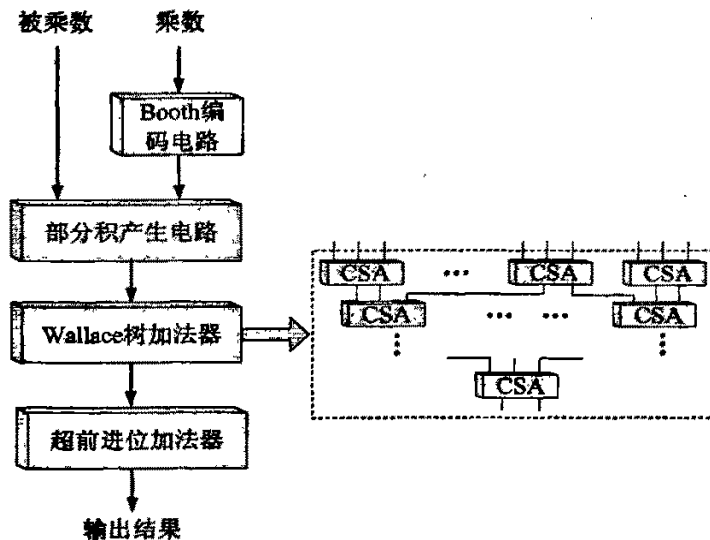 被乘数
乘数
Booth编
码电路
部分积产生电路
Wallace树加法器
超前进位加法器
输出结果
CSA
...
CSA
CSA
CSA
...
...
CSA
CSA